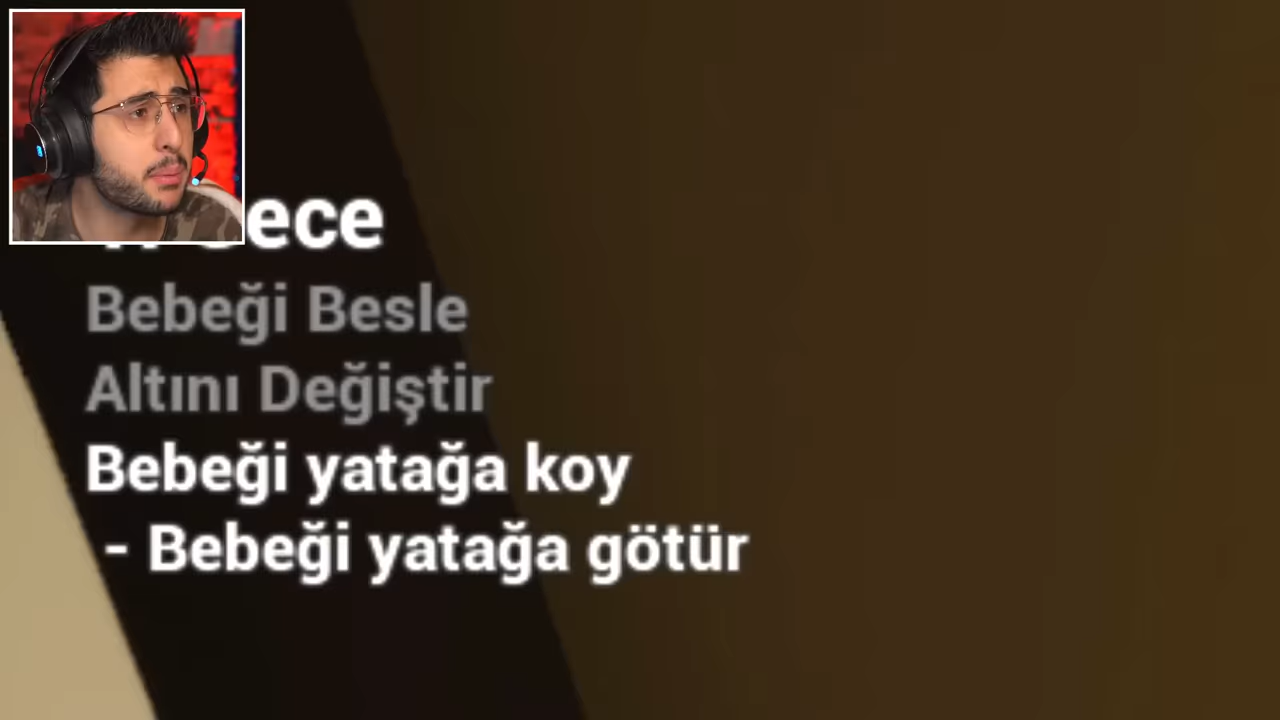 Bebeği Besle
Altını Değiştir
Bebeği yatağa koy
- Bebeği yatağa götür